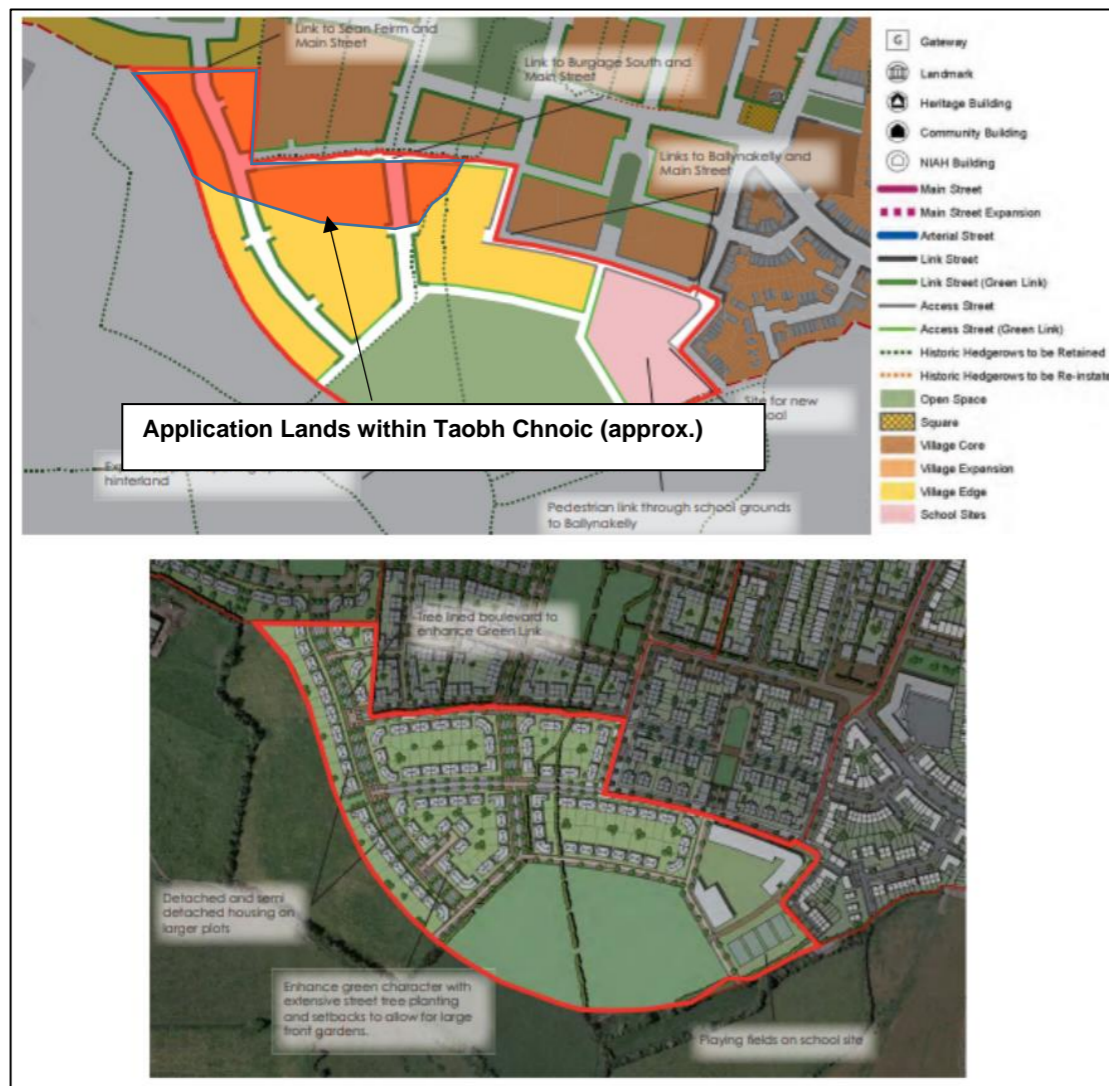 Link to Sean Feirm and
Main Street
Link to Burgage South and
Main Street
Links to Ballynakelly and
Main Street
Site for new
school
Application Lands within Taobh Chnoic (approx.)
hinterland
Pedestrian link through school grounds
to Ballynakelly
G Gateway
Landmark
Heritage Building
Community Building
NIAH Building
Main Street
Main Street Expansion
Arterial Street
Link Street
Link Street (Green Link)
Access Street
Access Street (Green Link)
Historic Hedgerows to be Retained
Historic Hedgerows to be Re-instate
Open Space
Square
Village Core
Village Expansion
Village Edge
School Sites
Tree lined boulevard to
enhance Green Link
Detached and semi
detached housing on
larger plots
Enhance green character with
extensive street tree planting
and setbacks to allow for large
front gardens.
Playing fields on school site